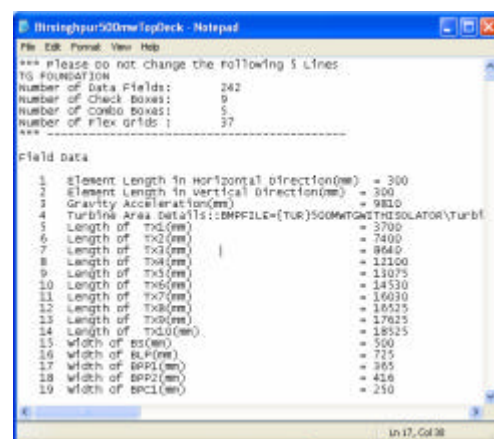 Birsinghpur500mwTopDeck - Notepad
File Edit Format View Help
*** Please Do not change the Following 5 Lines
TG FOUNDATION
Number of Data Fields: 242
Number of Check Boxes: 9
Number of Combo Boxes: 5
Number of Flex Grids : 37
*** ------------------------------------------------
Field Data
1 Element Length in Horizontal Direction(mm) = 300
2 Element Length in vertical Direction(mm) = 300
3 Gravity Acceleration(mm) = 9810
4 Turbine Area Details::BMPFILE={TUR}500MWTGWITHISOLATOR\Turbi
5 Length of TX1(mm) = 3700
6 Length of TX2(mm) = 7400
7 Length of TX3(mm) = 8640
8 Length of TX4(mm) = 12100
9 Length of TX5(mm) = 13075
10 Length of TX6(mm) = 14530
11 Length of TX7(mm) = 16030
12 Length of TX8(mm) = 16525
13 Length of TX9(mm) = 17625
14 Length of TX10(mm) = 18525
15 Width of BS(mm) = 500
16 Width of BLP(mm) = 725
17 Width of BPP1(mm) = 365
18 Width of BPP2(mm) = 416
19 Width of BPC1(mm) = 250
Ln 17, Col 38